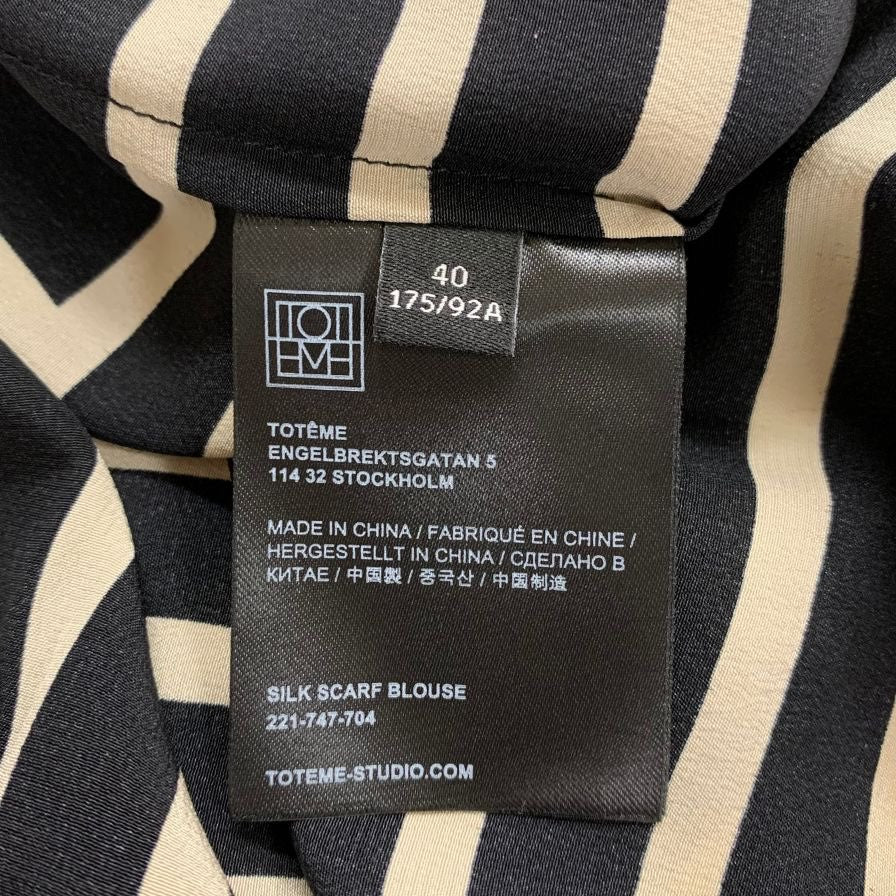 40
175/92A
TOTEME
TOTÊME
ENGELBREKTSGATAN 5
114 32 STOCKHOLM
MADE IN CHINA / FABRIQUÉ EN CHINE /
HERGESTELLT IN CHINA / СДЕЛАНО В
КИТАЕ / 中国製 / 중국산 / 中国制造
SILK SCARF BLOUSE
221-747-704
TOTEME-STUDIO.COM